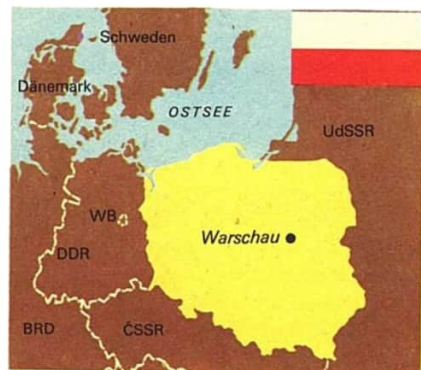 Schweden
Dänemark
OSTSEE
UdSSR
WB
Warschau
DDR
BRD
ČSSR